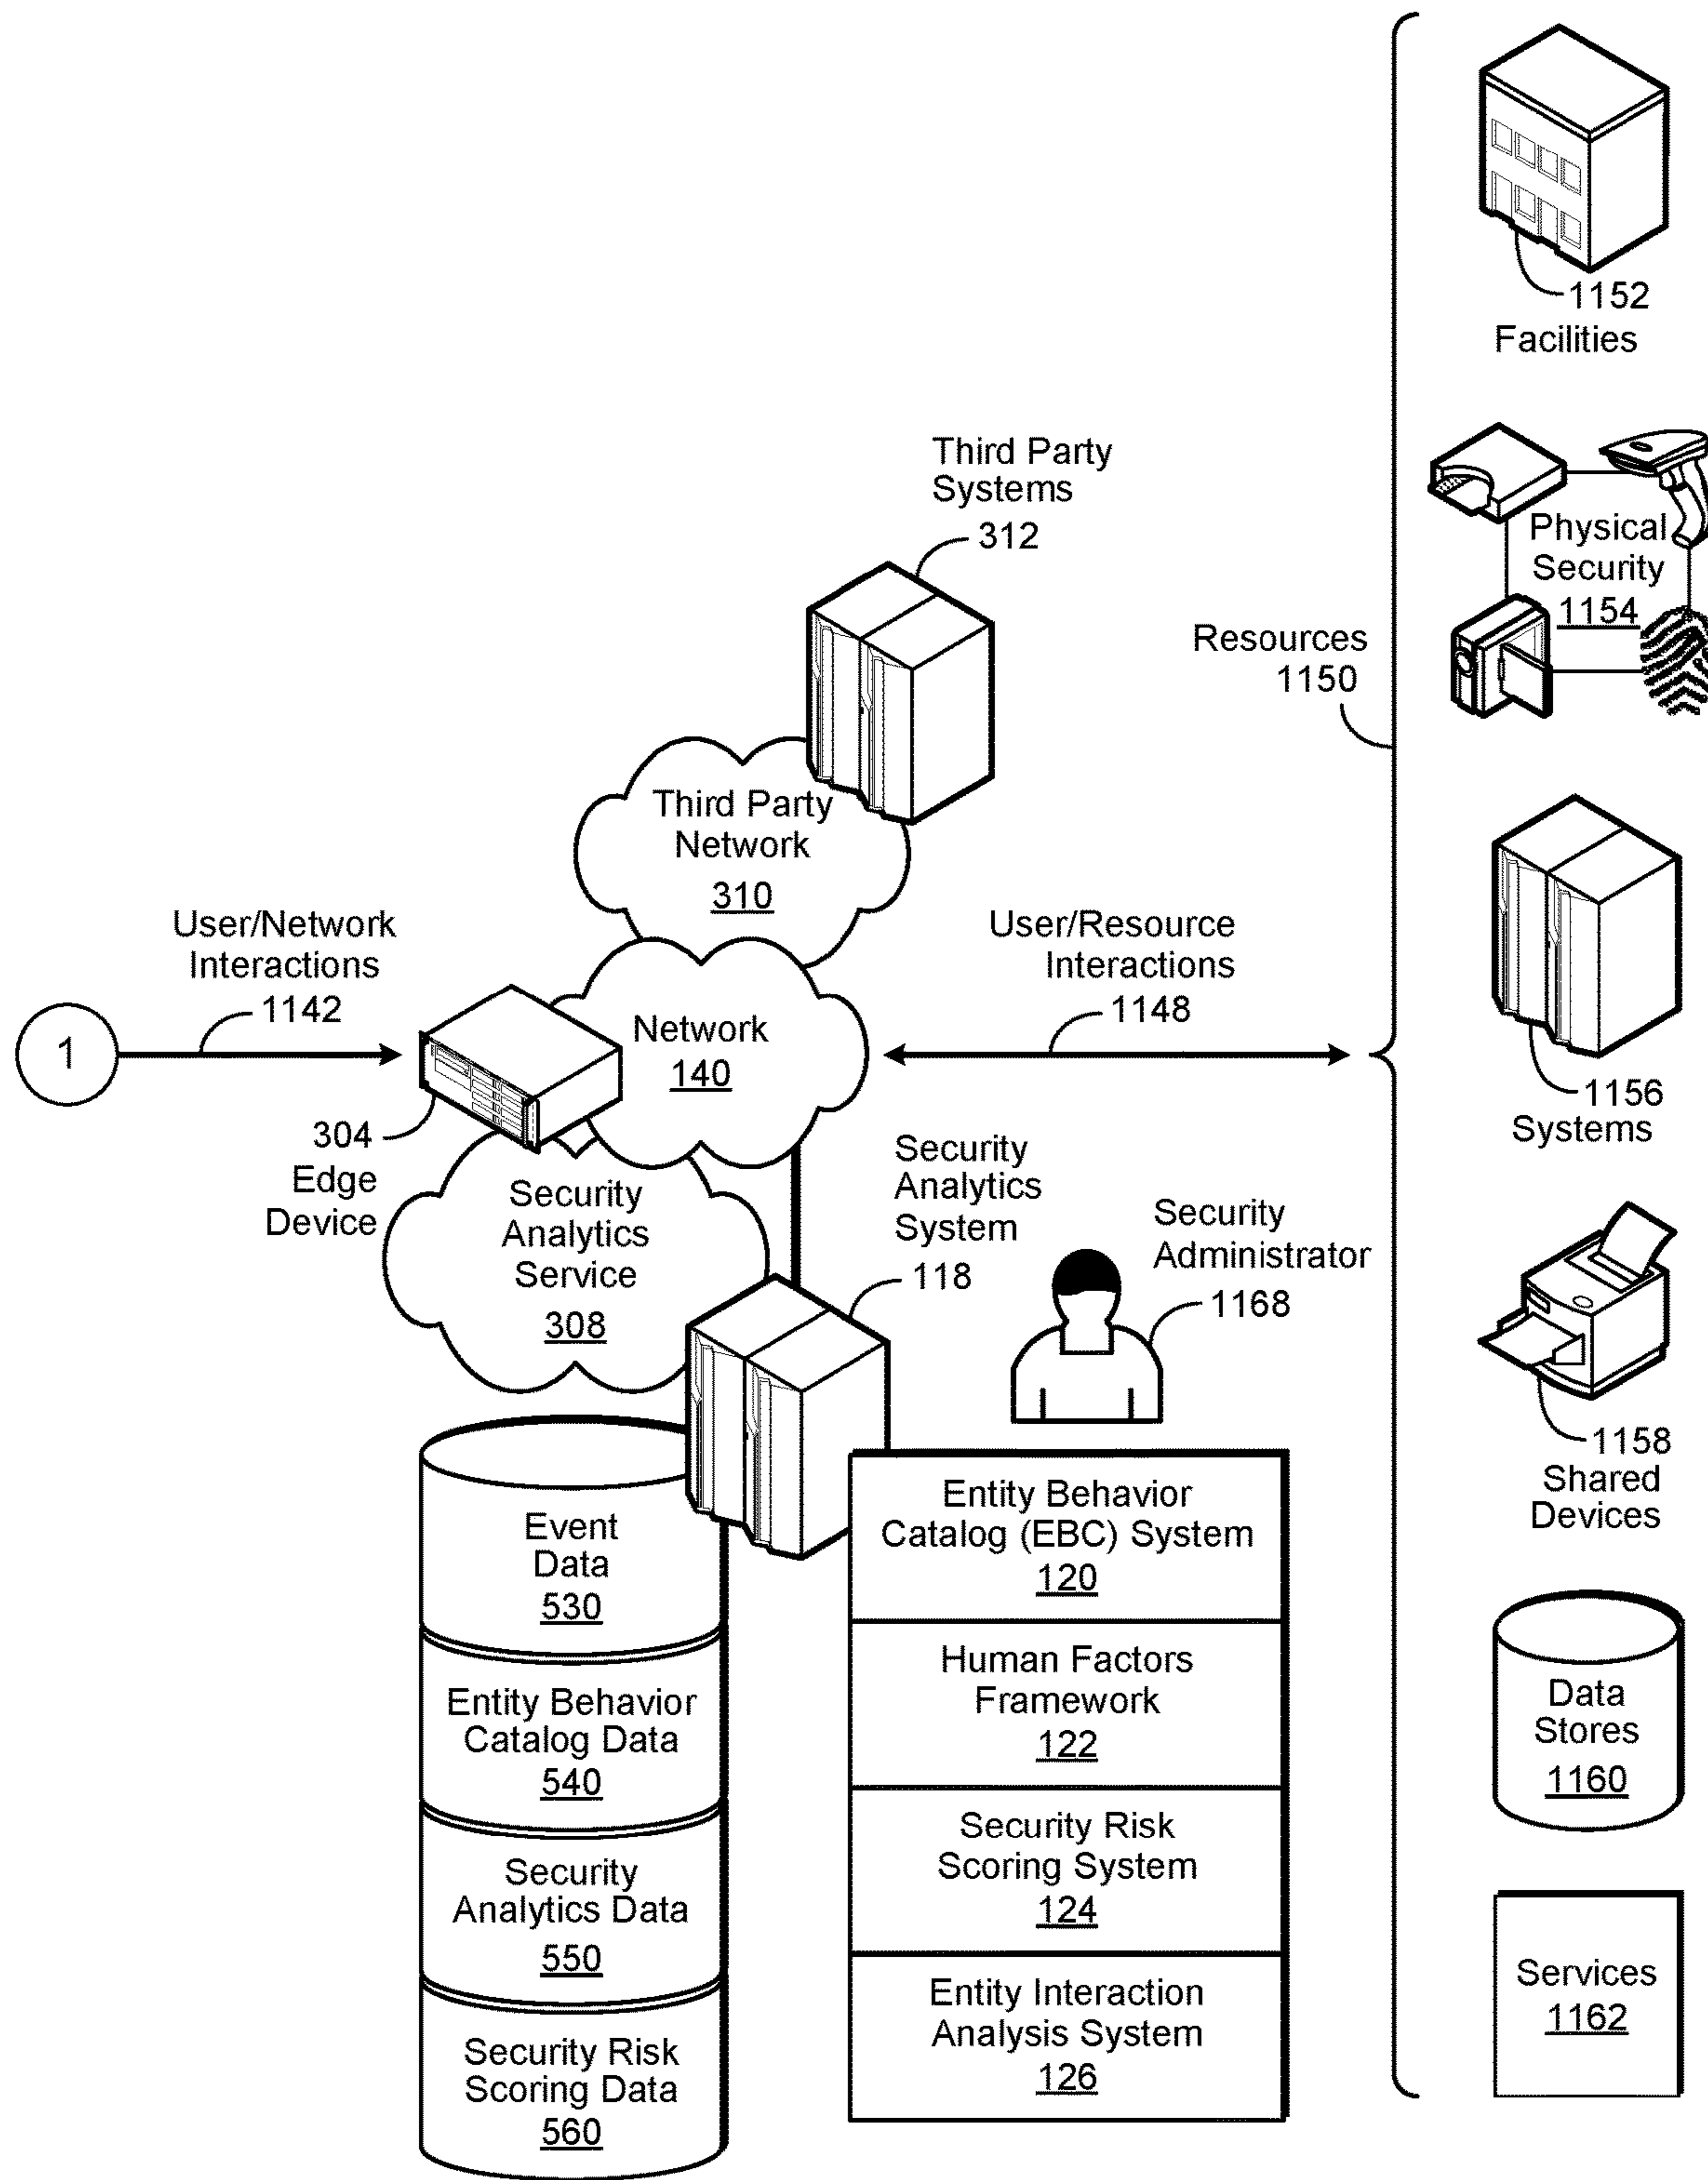 1152
Facilities
Third Party
Systems
312
Physical
Security
1154
Resources
1150
Third Party
Network
310
User/Network
Interactions
1142
User/Resource
Interactions
1148
1
Network
140
1156
Systems
304
Edge
Device
Security
Analytics
Service
308
Security
Analytics
System
118
Security
Administrator
1168
1158
Shared
Devices
Event
Data
530
Entity Behavior
Catalog Data
540
Security
Analytics Data
550
Security Risk
Scoring Data
560
Entity Behavior
Catalog (EBC) System
120
Human Factors
Framework
122
Security Risk
Scoring System
124
Entity Interaction
Analysis System
126
Data
Stores
1160
Services
1162